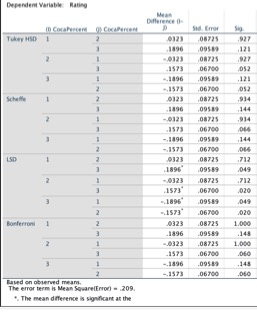 Dependent Variable: Rating
Mean
Difference (I-
(I) CocaPercent (J) CocaPercent J) Std. Error Sig.
Tukey HSD 1 2 .0323 .08725 .927
3 .1896 .09589 .121
2 1 -.0323 .08725 .927
3 .1573 .06700 .052
3 1 -.1896 .09589 .121
2 -.1573 .06700 .052
Scheffe 1 2 .0323 .08725 .934
3 .1896 .09589 .144
2 1 -.0323 .08725 .934
3 .1573 .06700 .066
3 1 -.1896 .09589 .144
2 -.1573 .06700 .066
LSD 1 2 .0323 .08725 .712
3 .1896* .09589 .049
2 1 -.0323 .08725 .712
3 .1573* .06700 .020
3 1 -.1896* .09589 .049
2 -.1573* .06700 .020
Bonferroni 1 2 .0323 .08725 1.000
3 .1896 .09589 .148
2 1 -.0323 .08725 1.000
3 .1573 .06700 .060
3 1 -.1896 .09589 .148
2 -.1573 .06700 .060
Based on observed means.
The error term is Mean Square(Error) = .209.
*. The mean difference is significant at the